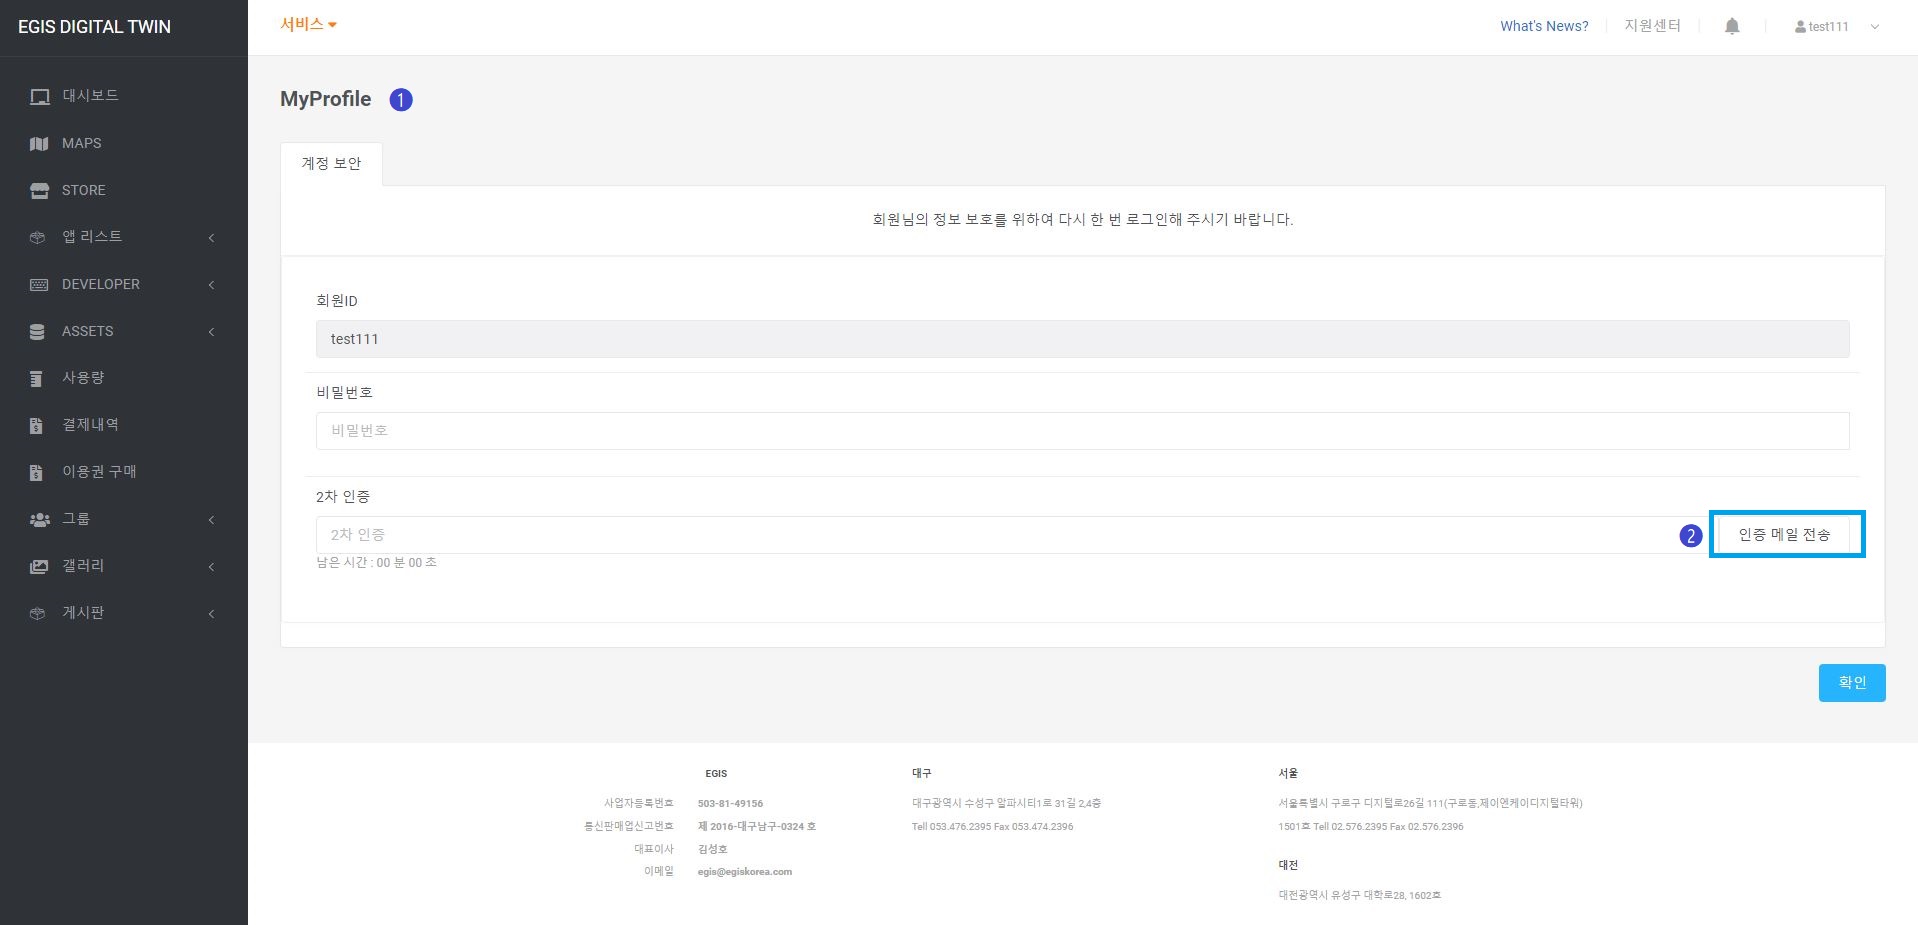 EGIS DIGITAL TWIN
서비스
What's News?
지원센터
test111
대시보드
MAPS
STORE
앱 리스트
DEVELOPER
ASSETS
사용량
결제내역
이용권 구매
그룹
갤러리
게시판
MyProfile 1
계정 보안
회원님의 정보 보호를 위하여 다시 한 번 로그인해 주시기 바랍니다.
회원ID
test111
비밀번호
비밀번호
2차 인증
2차 인증
2 인증 메일 전송
남은 시간 : 00 분 00 초
확인
EGIS
사업자등록번호 503-81-49156
통신판매업신고번호 제 2016-대구남구-0324 호
대표이사 김성호
이메일 egis@egiskorea.com
대구
대구광역시 수성구 알파시티1로 31길 2,4층
Tell 053.476.2395 Fax 053.474.2396
서울
서울특별시 구로구 디지털로26길 111(구로동,제이엔케이디지털타워)
1501호 Tell 02.576.2395 Fax 02.576.2396
대전
대전광역시 유성구 대학로28, 1602호